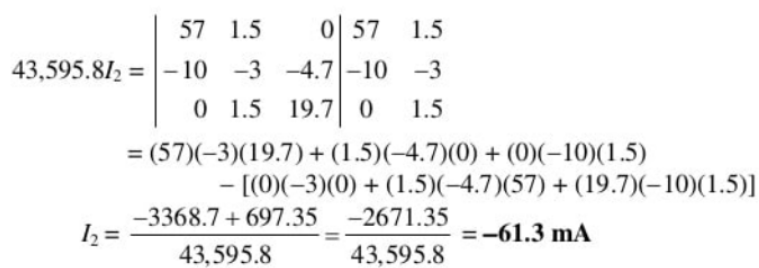 57 1.5 0 57 1.5
43,595.8I₂ = −10 −3 −4.7 −10 −3
0 1.5 19.7 0 1.5
= (57)(−3)(19.7) + (1.5)(−4.7)(0) + (0)(−10)(1.5)
− [(0)(−3)(0) + (1.5)(−4.7)(57) + (19.7)(−10)(1.5)]
I₂ = −3368.7 + 697.35 / 43,595.8 = −2671.35 / 43,595.8 = −61.3 mA